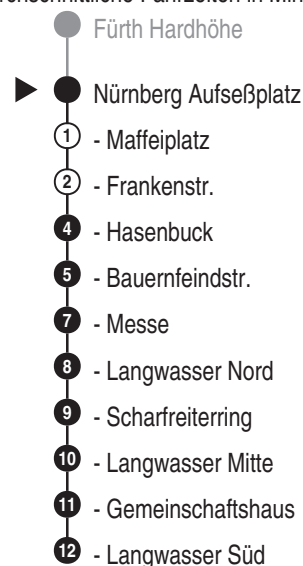 Fürth Hardhöhe
Nürnberg Aufseßplatz
1 - Maffeiplatz
2 - Frankenstr.
4 - Hasenbuck
5 - Bauernfeindstr.
7 - Messe
8 - Langwasser Nord
9 - Scharfreiterring
10 - Langwasser Mitte
11 - Gemeinschaftshaus
12 - Langwasser Süd